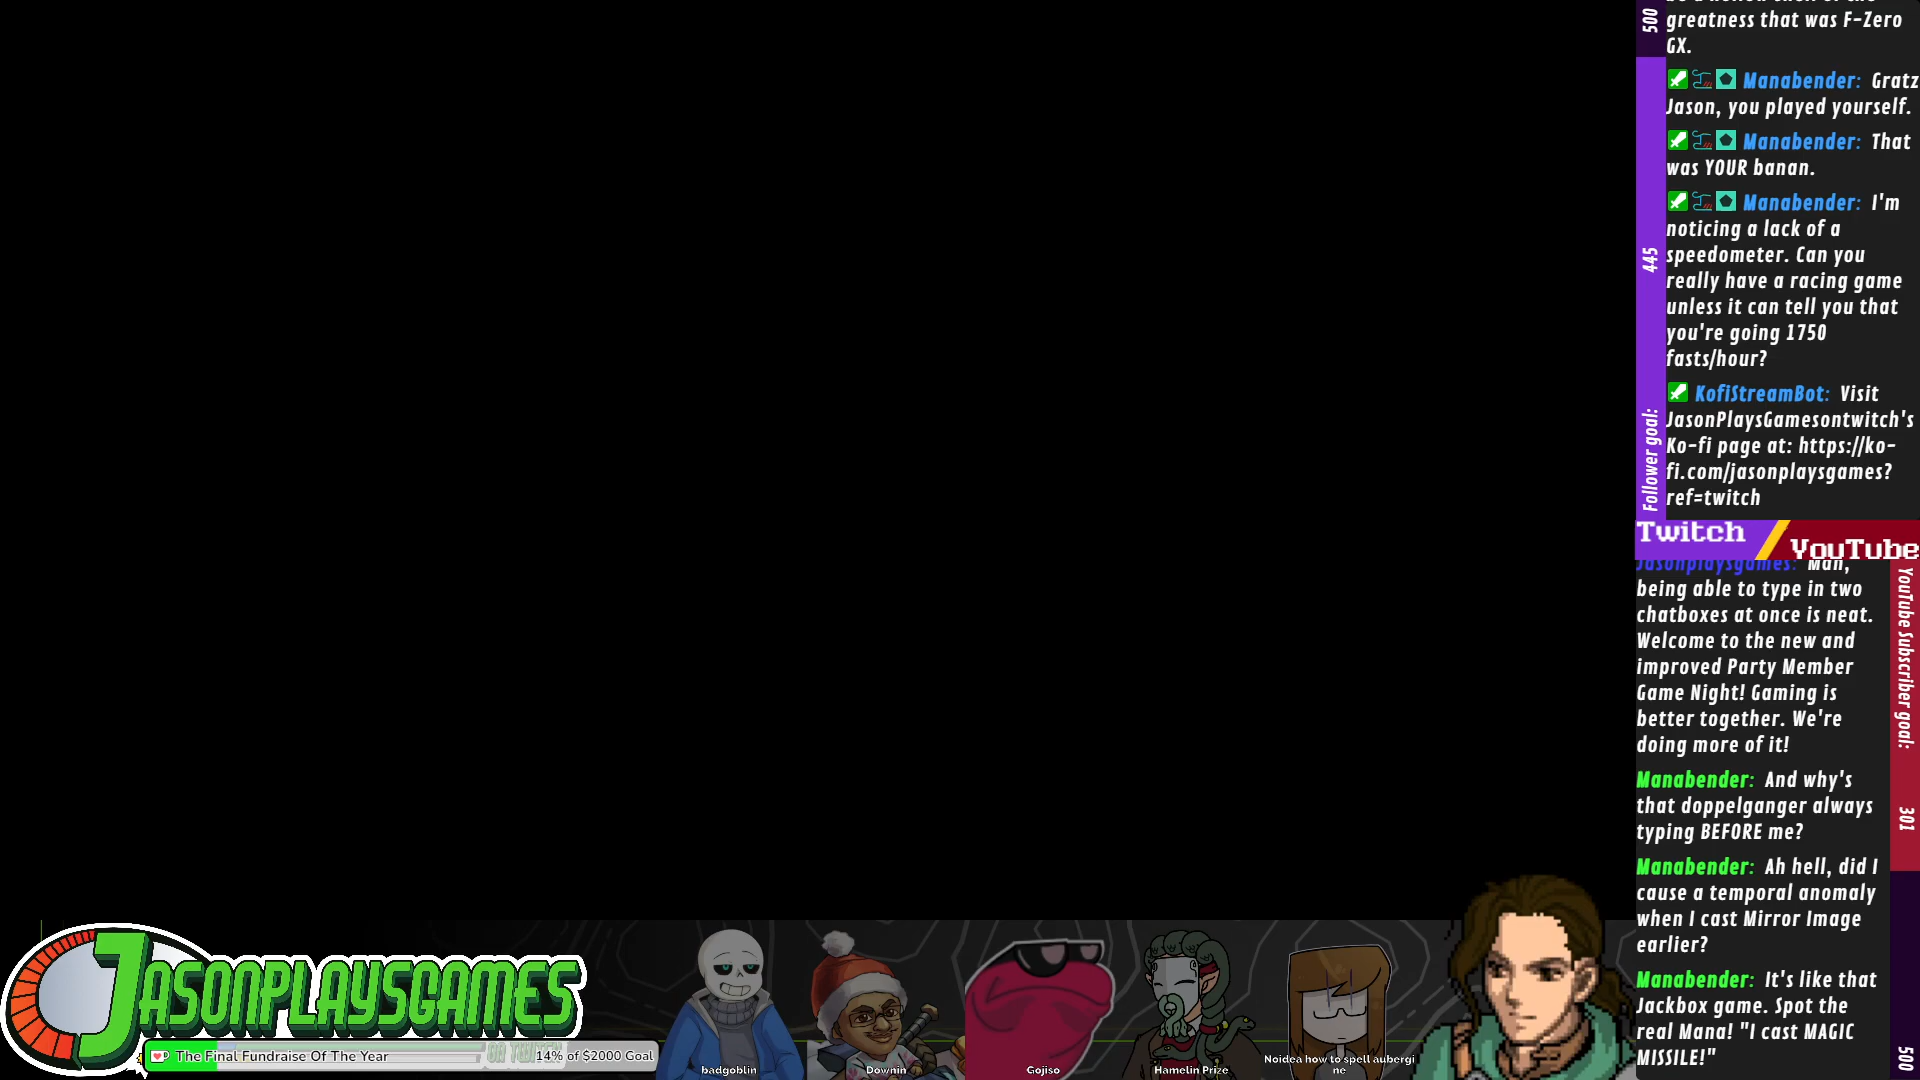 500
greatness that was F-Zero
GX.
Manabender: Gratz
Jason, you played yourself.
Manabender: That
was YOUR banan.
Manabender: I'm
noticing a lack of a
speedometer. Can you
really have a racing game
unless it can tell you that
you're going 1750
fasts/hour?
KofiStreamBot: Visit
JasonPlaysGamesontwitch's
Ko-fi page at: https://ko-
fi.com/jasonplaysgames?
ref=twitch
445
Follower goal:
Twitch
YouTube
Jasonplaysgames: Man,
being able to type in two
chatboxes at once is neat.
Welcome to the new and
improved Party Member
Game Night! Gaming is
better together. We're
doing more of it!
Manabender: And why's
that doppelganger always
typing BEFORE me?
Manabender: Ah hell, did I
cause a temporal anomaly
when I cast Mirror Image
earlier?
Manabender: It's like that
Jackbox game. Spot the
real Mana! "I cast MAGIC
MISSILE!"
YouTube Subscriber goal:
301
500
JASONPLAYSGAMES
ON TWITCH
The Final Fundraise Of The Year
14% of $2000 Goal
badgoblin
Downin
Gojiso
Hamelin Prize
Noidea how to spell aubergi
ne